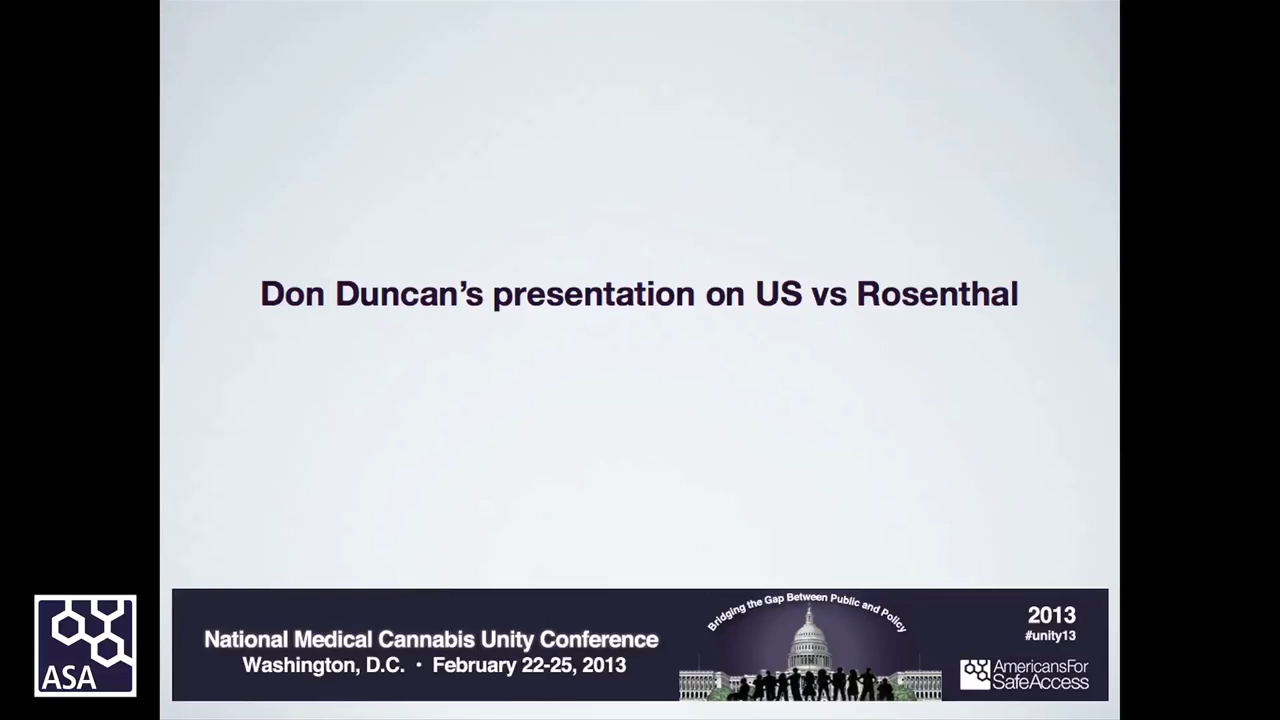 Don Duncan’s presentation on US vs Rosenthal
National Medical Cannabis Unity Conference
Washington, D.C. • February 22-25, 2013
Bridging the Gap Between Public and Policy
2013
#unity13
AmericansFor
SafeAccess
ASA